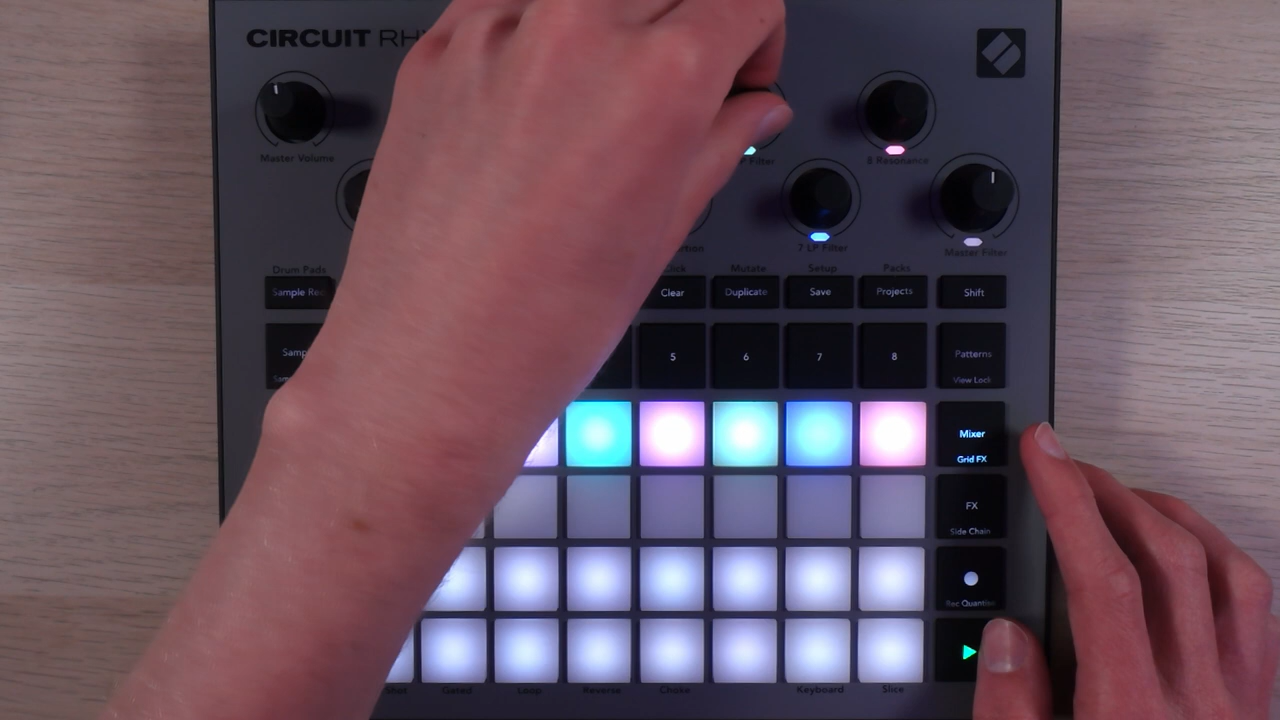 CIRCUIT RH
Master Volume
P Filter
8 Resonance
7 LP Filter
Master Filter
Drum Pads
Mutate
Setup
Packs
Sample Rec
Clear
Duplicate
Save
Projects
Shift
5
6
7
8
Patterns
View Lock
Mixer
Grid FX
FX
Side Chain
Rec Quantise
Gated
Loop
Reverse
Choke
Keyboard
Slice